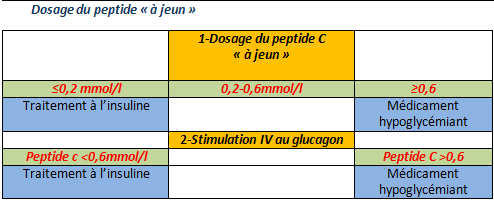 Dosage du peptide « à jeun »
1-Dosage du peptide C
« à jeun »
≤0,2 mmol/l 0,2-0,6mmol/l ≥0,6
Traitement à l'insuline Médicament
hypoglycémiant
2-Stimulation IV au glucagon
Peptide c <0,6mmol/l Peptide C >0,6
Traitement à l'insuline Médicament
hypoglycémiant